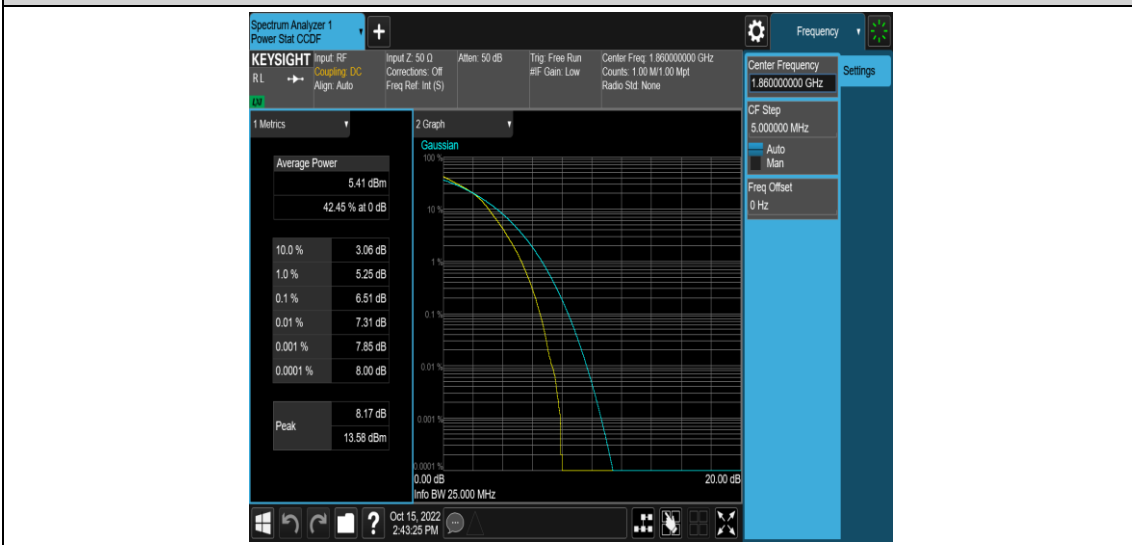 Spectrum Analyzer 1
Power Stat CCDF
+
Frequency
KEYSIGHT
RL
LNI
Input: RF
Coupling: DC
Align: Auto
Input Z: 50 Ω
Corrections: Off
Freq Ref: Int (S)
Atten: 50 dB
Trig: Free Run
#IF Gain: Low
Center Freq: 1.860000000 GHz
Counts: 1.00 M/1.00 Mpt
Radio Std: None
Center Frequency
1.860000000 GHz
Settings
CF Step
5.000000 MHz
Auto
Man
Freq Offset
0 Hz
1 Metrics
Average Power
5.41 dBm
42.45 % at 0 dB
10.0 % 3.06 dB
1.0 % 5.25 dB
0.1 % 6.51 dB
0.01 % 7.31 dB
0.001 % 7.85 dB
0.0001 % 8.00 dB
Peak
8.17 dB
13.58 dBm
2 Graph
Gaussian
100 %
10 %
1 %
0.1 %
0.01 %
0.001 %
0.0001 %
0.00 dB 20.00 dB
Info BW 25.000 MHz
?
Oct 15, 2022
2:43:25 PM